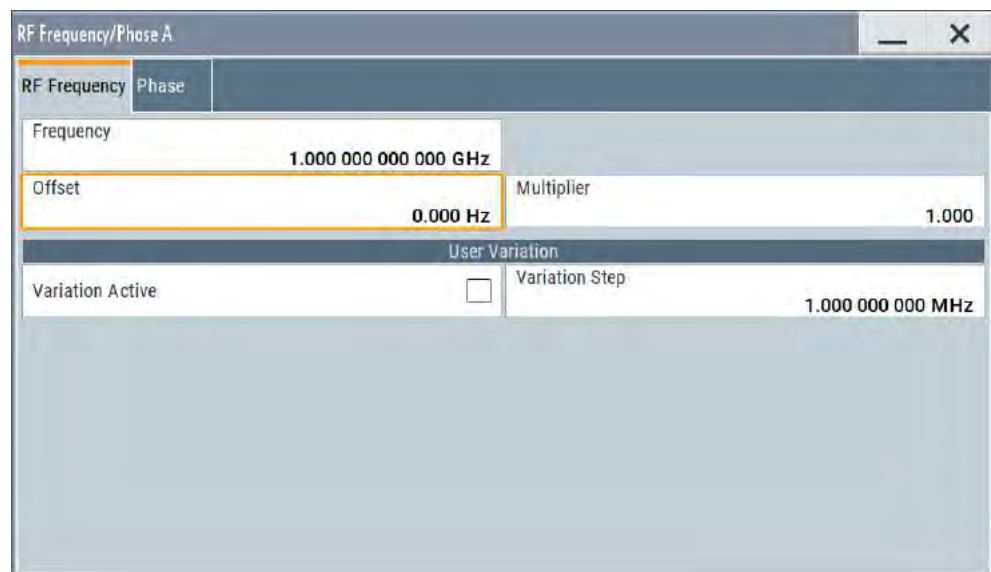 RF Frequency/Phase A
RF Frequency Phase
Frequency
1.000 000 000 000 GHz
Offset
0.000 Hz
Multiplier
1.000
User Variation
Variation Active
Variation Step
1.000 000 000 MHz